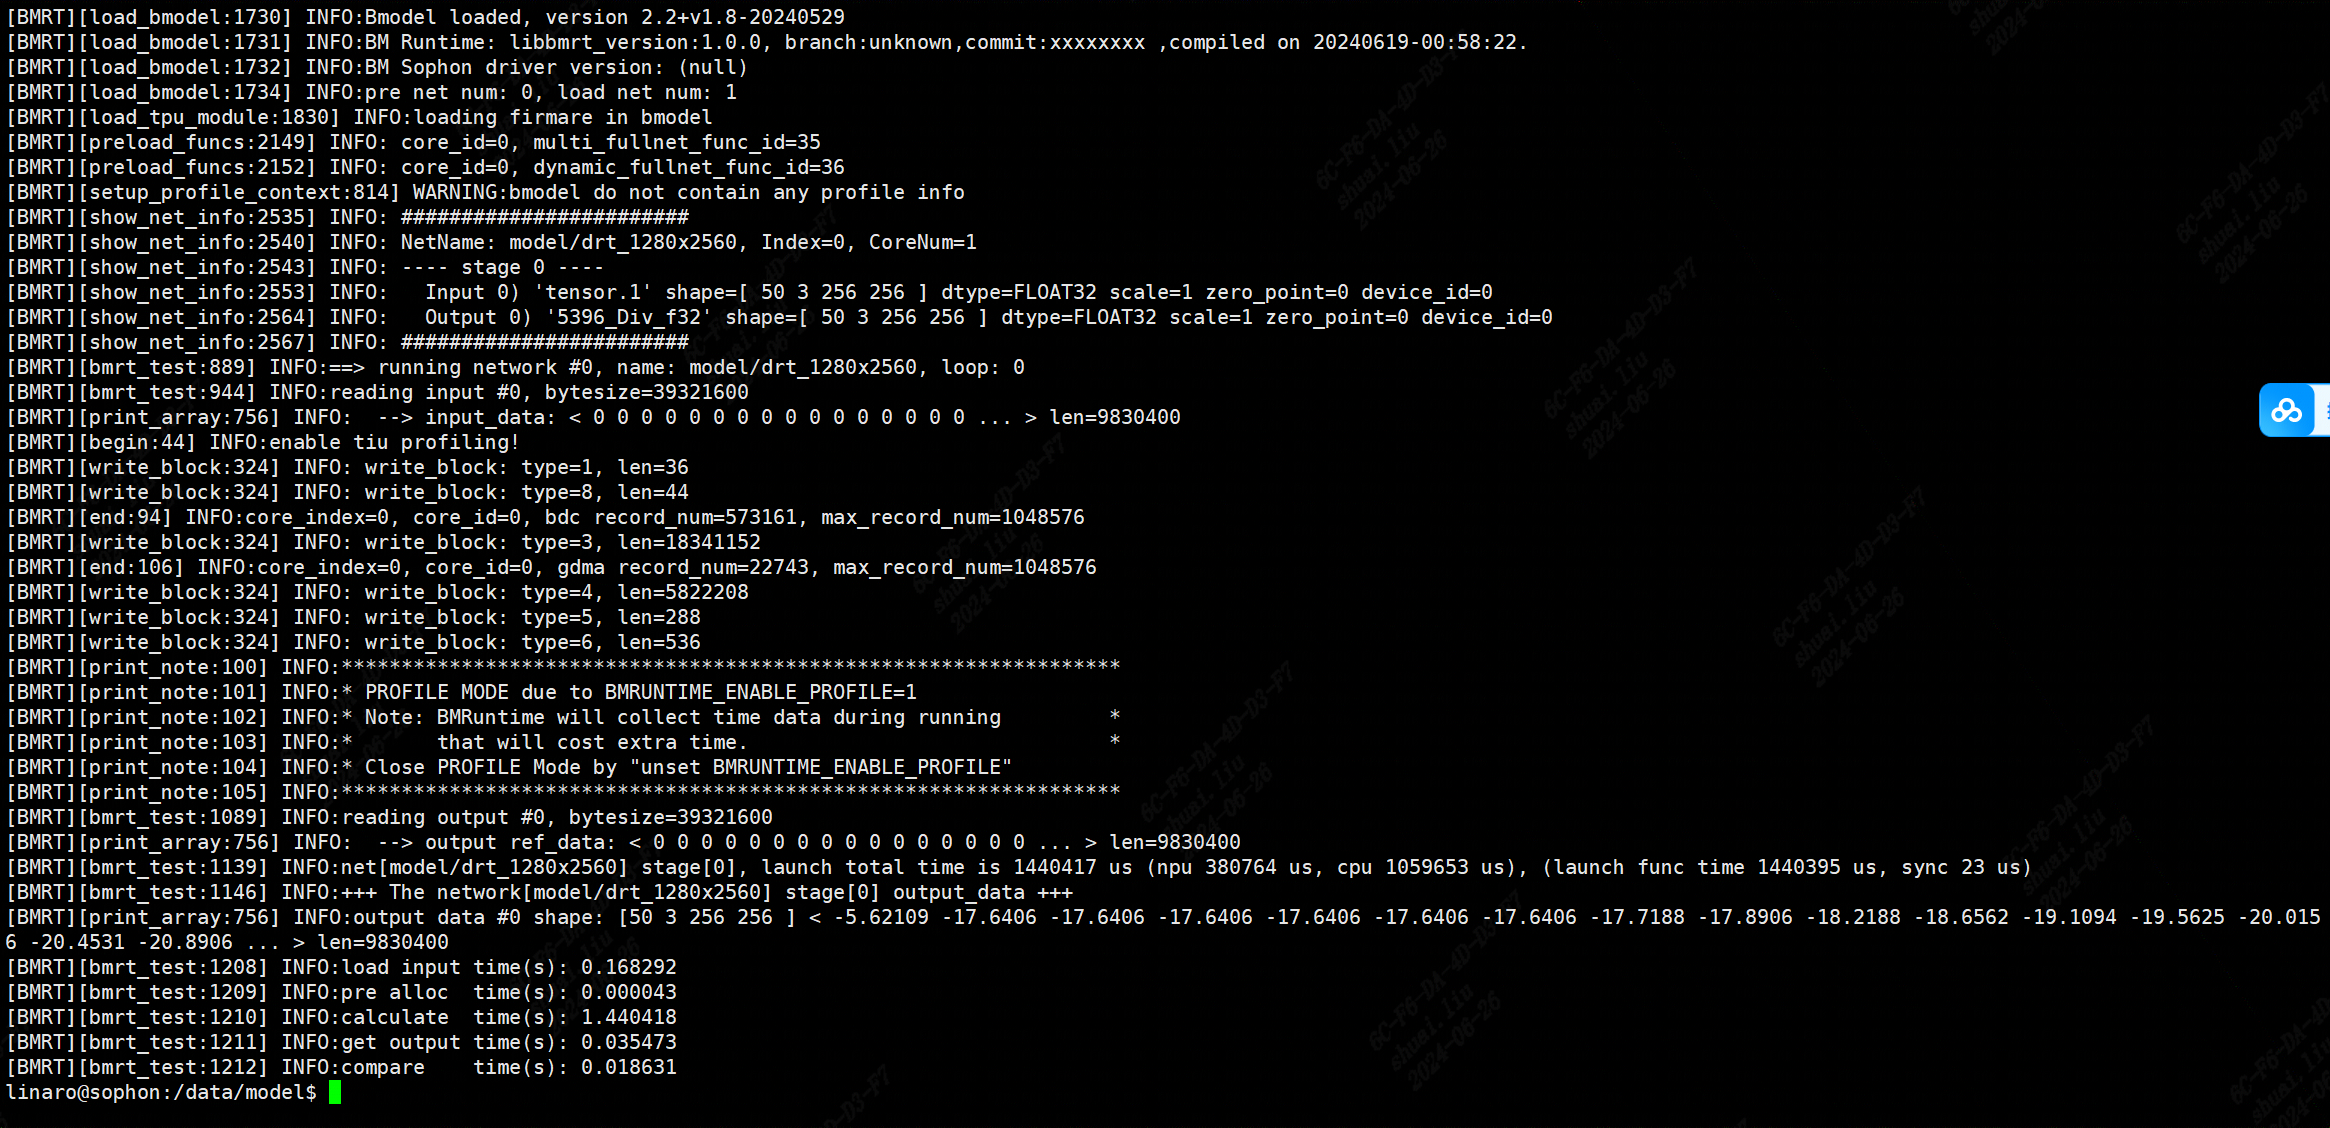 [BMRT][load_bmodel:1730] INFO:Bmodel loaded, version 2.2+v1.8-20240529
[BMRT][load_bmodel:1731] INFO:BM Runtime: libbmrt_version:1.0.0, branch:unknown,commit:xxxxxxxx ,compiled on 20240619-00:58:22.
[BMRT][load_bmodel:1732] INFO:BM Sophon driver version: (null)
[BMRT][load_bmodel:1734] INFO:pre net num: 0, load net num: 1
[BMRT][load_tpu_module:1830] INFO:loading firmare in bmodel
[BMRT][preload_funcs:2149] INFO: core_id=0, multi_fullnet_func_id=35
[BMRT][preload_funcs:2152] INFO: core_id=0, dynamic_fullnet_func_id=36
[BMRT][setup_profile_context:814] WARNING:bmodel do not contain any profile info
[BMRT][show_net_info:2535] INFO: ########################
[BMRT][show_net_info:2540] INFO: NetName: model/drt_1280x2560, Index=0, CoreNum=1
[BMRT][show_net_info:2543] INFO: ---- stage 0 ----
[BMRT][show_net_info:2553] INFO:   Input 0) 'tensor.1' shape=[ 50 3 256 256 ] dtype=FLOAT32 scale=1 zero_point=0 device_id=0
[BMRT][show_net_info:2564] INFO:   Output 0) '5396_Div_f32' shape=[ 50 3 256 256 ] dtype=FLOAT32 scale=1 zero_point=0 device_id=0
[BMRT][show_net_info:2567] INFO: ########################
[BMRT][bmrt_test:889] INFO:==> running network #0, name: model/drt_1280x2560, loop: 0
[BMRT][bmrt_test:944] INFO:reading input #0, bytesize=39321600
[BMRT][print_array:756] INFO:  --> input_data: < 0 0 0 0 0 0 0 0 0 0 0 0 0 0 0 0 ... > len=9830400
[BMRT][begin:44] INFO:enable tiu profiling!
[BMRT][write_block:324] INFO: write_block: type=1, len=36
[BMRT][write_block:324] INFO: write_block: type=8, len=44
[BMRT][end:94] INFO:core_index=0, core_id=0, bdc record_num=573161, max_record_num=1048576
[BMRT][write_block:324] INFO: write_block: type=3, len=18341152
[BMRT][end:106] INFO:core_index=0, core_id=0, gdma record_num=22743, max_record_num=1048576
[BMRT][write_block:324] INFO: write_block: type=4, len=5822208
[BMRT][write_block:324] INFO: write_block: type=5, len=288
[BMRT][write_block:324] INFO: write_block: type=6, len=536
[BMRT][print_note:100] INFO:*****************************************************************
[BMRT][print_note:101] INFO:* PROFILE MODE due to BMRUNTIME_ENABLE_PROFILE=1
[BMRT][print_note:102] INFO:* Note: BMRuntime will collect time data during running         *
[BMRT][print_note:103] INFO:*       that will cost extra time.                              *
[BMRT][print_note:104] INFO:* Close PROFILE Mode by "unset BMRUNTIME_ENABLE_PROFILE"
[BMRT][print_note:105] INFO:*****************************************************************
[BMRT][bmrt_test:1089] INFO:reading output #0, bytesize=39321600
[BMRT][print_array:756] INFO:  --> output ref_data: < 0 0 0 0 0 0 0 0 0 0 0 0 0 0 0 0 ... > len=9830400
[BMRT][bmrt_test:1139] INFO:net[model/drt_1280x2560] stage[0], launch total time is 1440417 us (npu 380764 us, cpu 1059653 us), (launch func time 1440395 us, sync 23 us)
[BMRT][bmrt_test:1146] INFO:+++ The network[model/drt_1280x2560] stage[0] output_data +++
[BMRT][print_array:756] INFO:output data #0 shape: [50 3 256 256 ] < -5.62109 -17.6406 -17.6406 -17.6406 -17.6406 -17.6406 -17.6406 -17.7188 -17.8906 -18.2188 -18.6562 -19.1094 -19.5625 -20.015
6 -20.4531 -20.8906 ... > len=9830400
[BMRT][bmrt_test:1208] INFO:load input time(s): 0.168292
[BMRT][bmrt_test:1209] INFO:pre alloc  time(s): 0.000043
[BMRT][bmrt_test:1210] INFO:calculate  time(s): 1.440418
[BMRT][bmrt_test:1211] INFO:get output time(s): 0.035473
[BMRT][bmrt_test:1212] INFO:compare    time(s): 0.018631
linaro@sophon:/data/model$
6C-F6-DA-4D-D3-F7
shuai.liu
2024-06-26